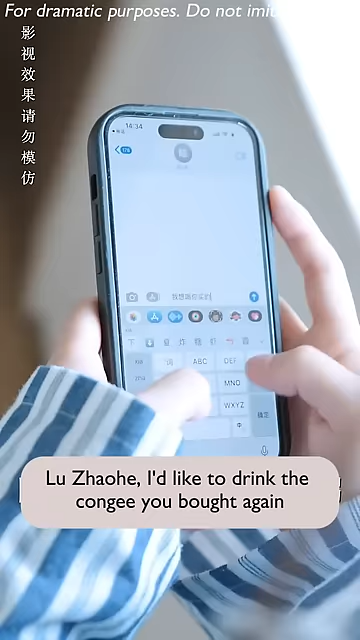 For dramatic purposes. Do not imit
影视效果请勿模仿
14:34
ABC
DEF
MNO
WXYZ
Lu Zhaohe, I'd like to drink the
congee you bought again